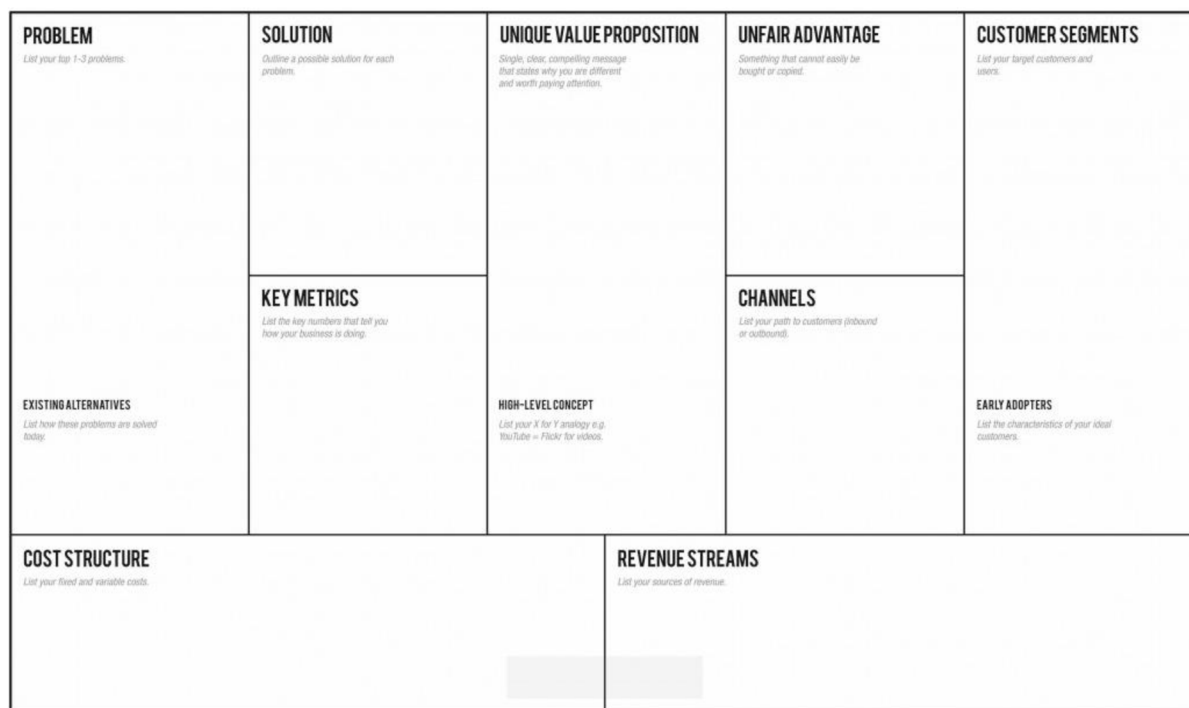 PROBLEM
List your top 1-3 problems.
EXISTING ALTERNATIVES
List how these problems are solved
today.
SOLUTION
Outline a possible solution for each
problem.
KEY METRICS
List the key numbers that tell you
how your business is doing.
UNIQUE VALUE PROPOSITION
Single, clear, compelling message
that states why you are different
and worth paying attention.
HIGH-LEVEL CONCEPT
List your X for Y analogy e.g.
YouTube = Flickr for videos.
UNFAIR ADVANTAGE
Something that cannot easily be
bought or copied.
CHANNELS
List your path to customers (inbound
or outbound).
CUSTOMER SEGMENTS
List your target customers and
users.
EARLY ADOPTERS
List the characteristics of your ideal
customers.
COST STRUCTURE
List your fixed and variable costs.
REVENUE STREAMS
List your sources of revenue.